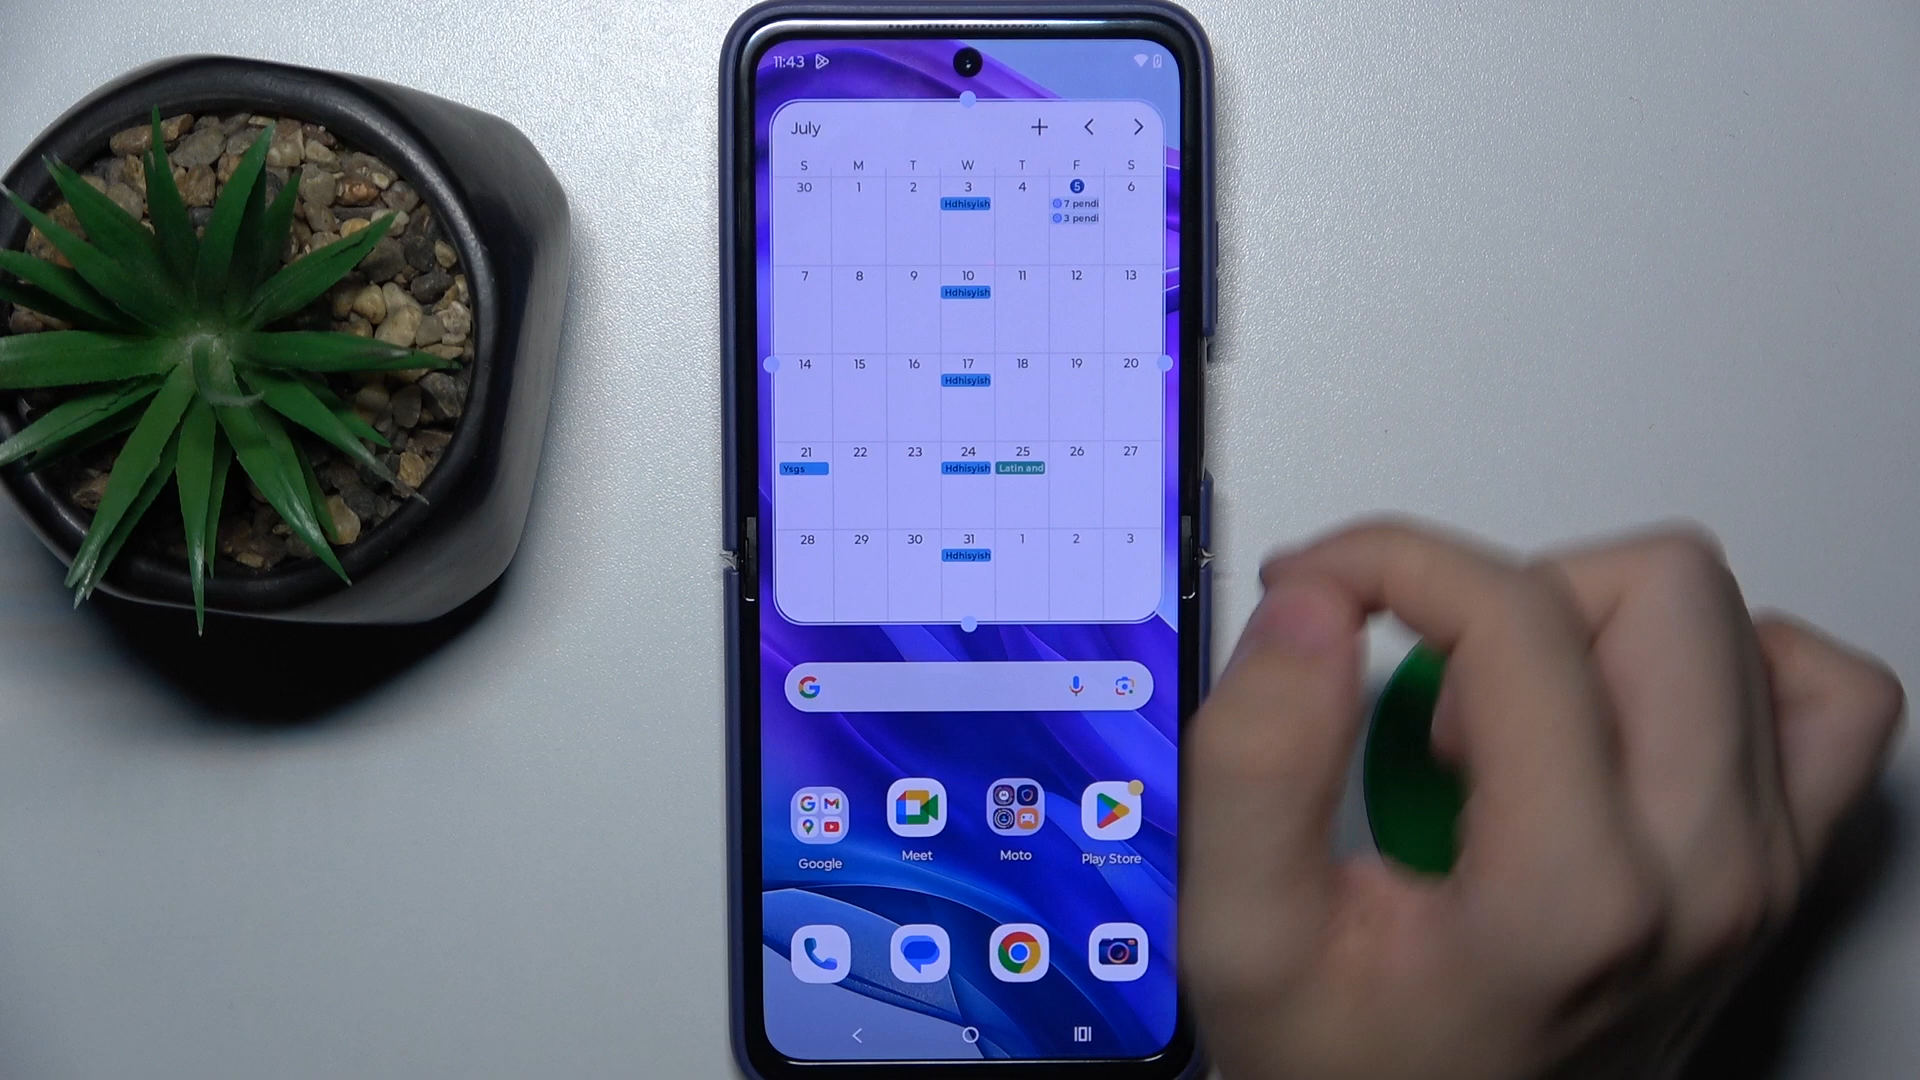 11:43
July
S M T W T F S
30 1 2 3 4 5 6
Hdhisyish 7 pendi
3 pendi
7 8 9 10 11 12 13
Hdhisyish
14 15 16 17 18 19 20
Hdhisyish
21 22 23 24 25 26 27
Ysgs Hdhisyish Latin and
28 29 30 31 1 2 3
Hdhisyish
Google Meet Moto Play Store